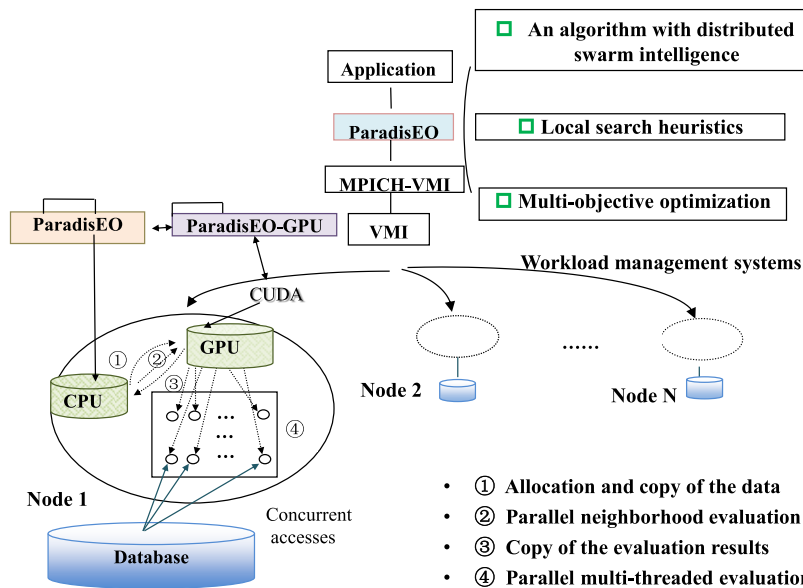 An algorithm with distributed
swarm intelligence
Application
ParadisEO
Local search heuristics
MPICH-VMI
Multi-objective optimization
ParadisEO
ParadisEO-GPU
VMI
Workload management systems
CUDA
GPU
①
②
CPU
③
...
...
④
...
......
Node 2
Node N
Node 1
Concurrent
accesses
Database
• ① Allocation and copy of the data
• ② Parallel neighborhood evaluation
• ③ Copy of the evaluation results
• ④ Parallel multi-threaded evaluation